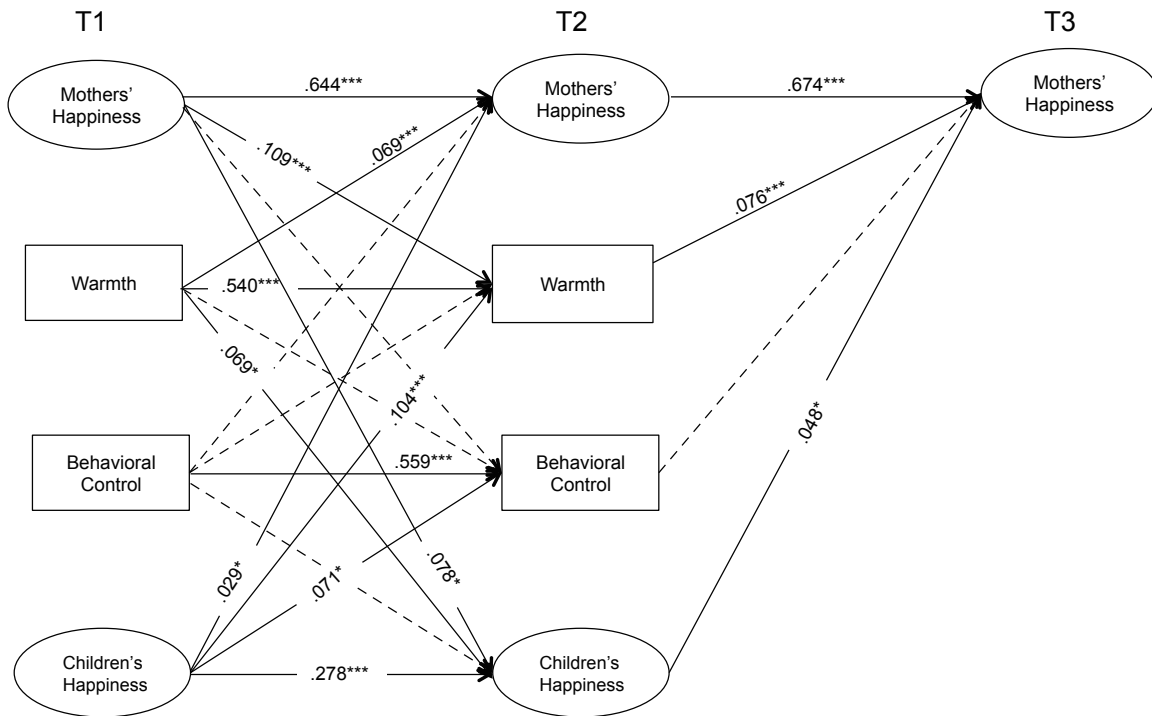 T1
T2
T3
Mothers'
Happiness
.644***
Mothers'
Happiness
.674***
Mothers'
Happiness
.109***
.069***
.076***
Warmth
.540***
Warmth
.069*
.104***
.048*
Behavioral
Control
.559***
Behavioral
Control
.029*
.071*
.078*
Children's
Happiness
.278***
Children's
Happiness